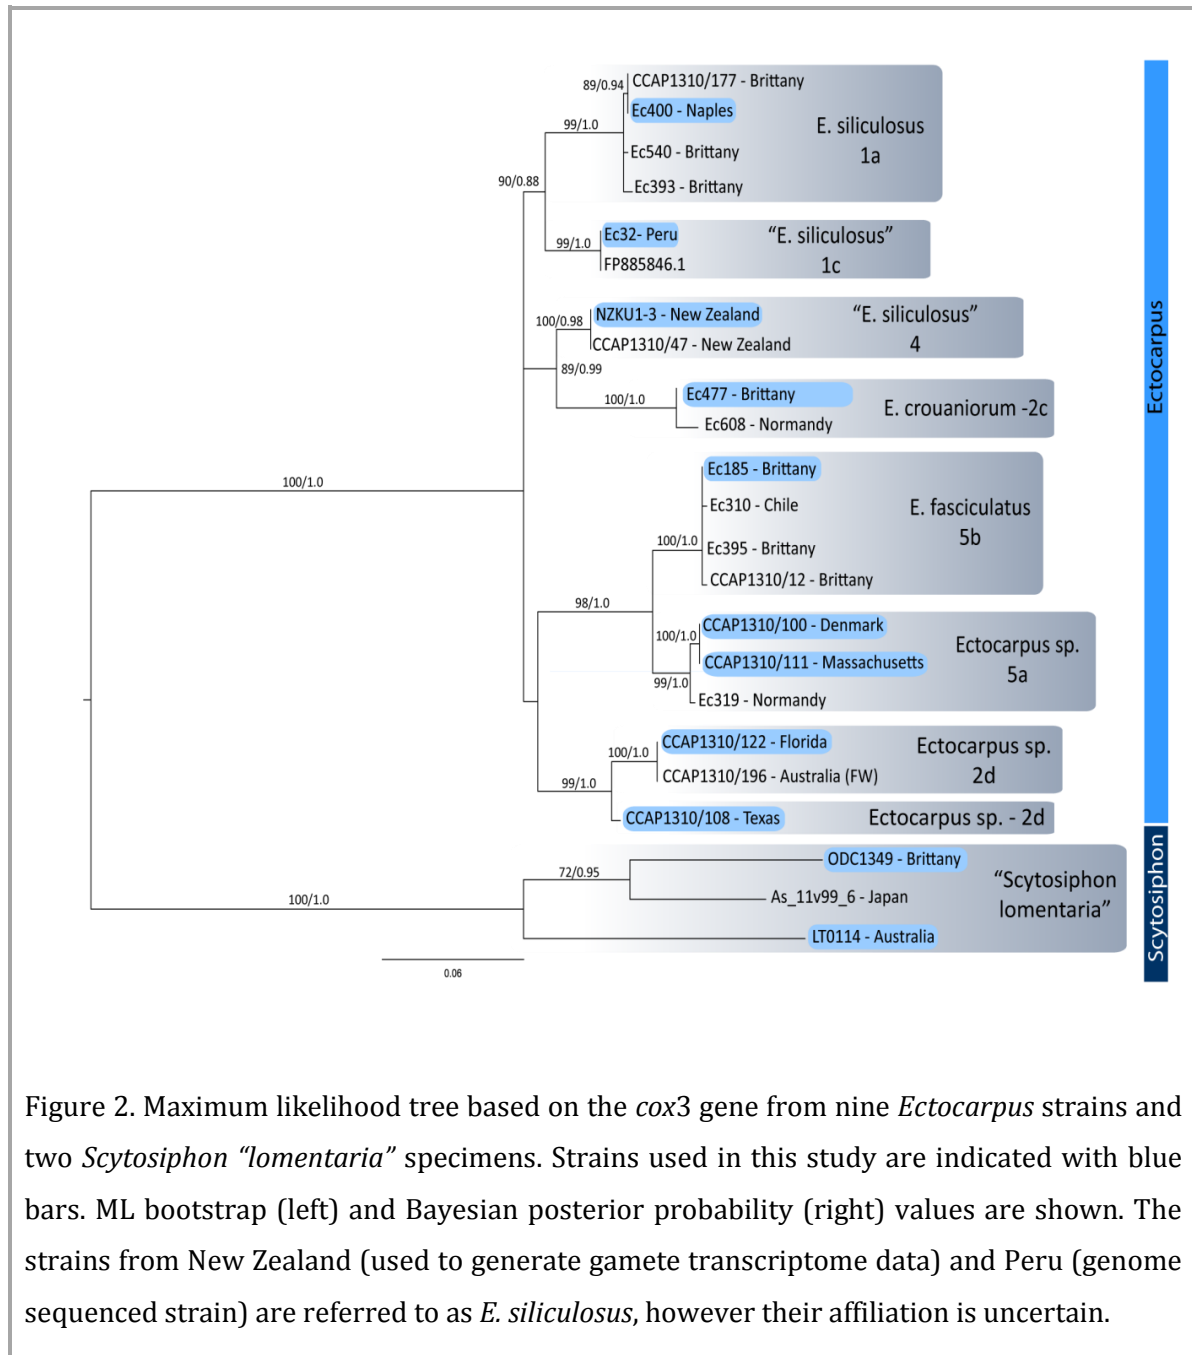 89/0.94
CCAP1310/177 - Brittany
Ec400 - Naples
99/1.0
E. siliculosus
1a
Ec540 - Brittany
90/0.88
Ec393 - Brittany
Ec32- Peru
99/1.0
FP885846.1
"E. siliculosus"
1c
NZKU1-3 - New Zealand
100/0.98
CCAP1310/47 - New Zealand
"E. siliculosus"
4
89/0.99
Ec477 - Brittany
100/1.0
Ec608 - Normandy
E. crouaniorum -2c
Ectocarpus
100/1.0
Ec185 - Brittany
Ec310 - Chile
E. fasciculatus
5b
100/1.0
Ec395 - Brittany
CCAP1310/12 - Brittany
98/1.0
CCAP1310/100 - Denmark
100/1.0
CCAP1310/111 - Massachusetts
Ectocarpus sp.
5a
99/1.0
Ec319 - Normandy
CCAP1310/122 - Florida
100/1.0
CCAP1310/196 - Australia (FW)
Ectocarpus sp.
2d
99/1.0
CCAP1310/108 - Texas
Ectocarpus sp. - 2d
ODC1349 - Brittany
72/0.95
As_11v99_6 - Japan
"Scytosiphon
lomentaria"
100/1.0
LT0114 - Australia
Scytosiphon
0.06
Figure 2. Maximum likelihood tree based on the cox3 gene from nine Ectocarpus strains and
two Scytosiphon “lomentaria” specimens. Strains used in this study are indicated with blue
bars. ML bootstrap (left) and Bayesian posterior probability (right) values are shown. The
strains from New Zealand (used to generate gamete transcriptome data) and Peru (genome
sequenced strain) are referred to as E. siliculosus, however their affiliation is uncertain.